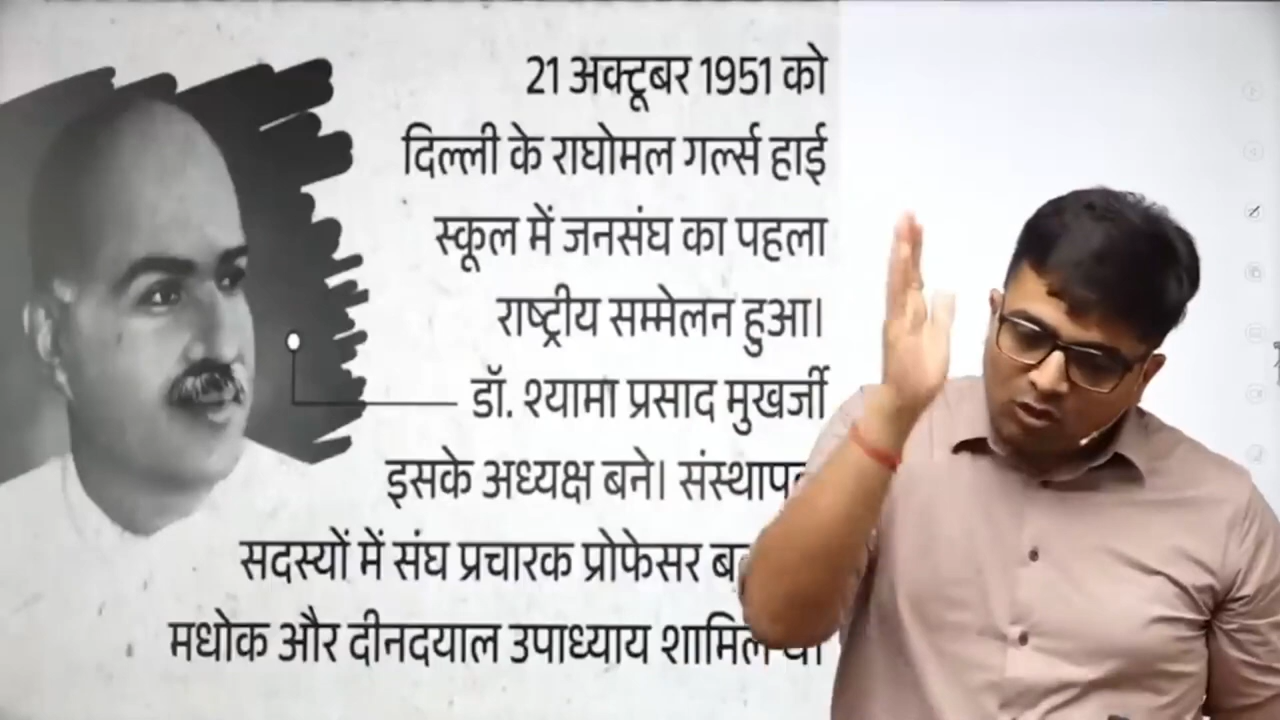 21 अक्टूबर 1951 को
दिल्ली के राघोमल गर्ल्स हाई
स्कूल में जनसंघ का पहला
राष्ट्रीय सम्मेलन हुआ।
डॉ. श्यामा प्रसाद मुखर्जी
इसके अध्यक्ष बने।
सदस्यों में संघ प्रचारक प्रोफेसर
मधोक और दीनदयाल उपाध्याय शामिल